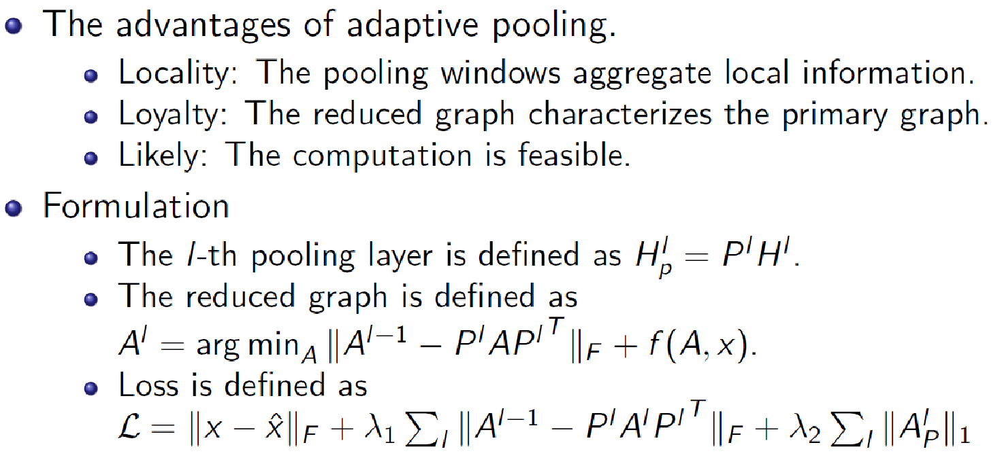 • The advantages of adaptive pooling.
• Locality: The pooling windows aggregate local information.
• Loyalty: The reduced graph characterizes the primary graph.
• Likely: The computation is feasible.
• Formulation
• The l-th pooling layer is defined as $H_p^l = P^l H^l$.
• The reduced graph is defined as
$A^l = \arg\min_A \|A^{l-1} - P^l A {P^l}^T\|_F + f(A, x)$.
• Loss is defined as
$\mathcal{L} = \|x - \hat{x}\|_F + \lambda_1 \sum_l \|A^{l-1} - P^l A^l {P^l}^T\|_F + \lambda_2 \sum_l \|A_P^l\|_1$